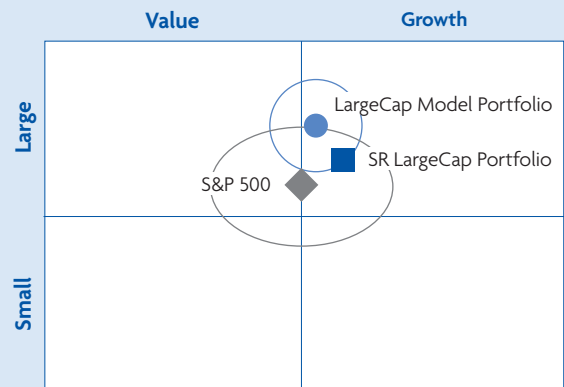 Value
Growth
Large
LargeCap Model Portfolio
SR LargeCap Portfolio
S&P 500
Small